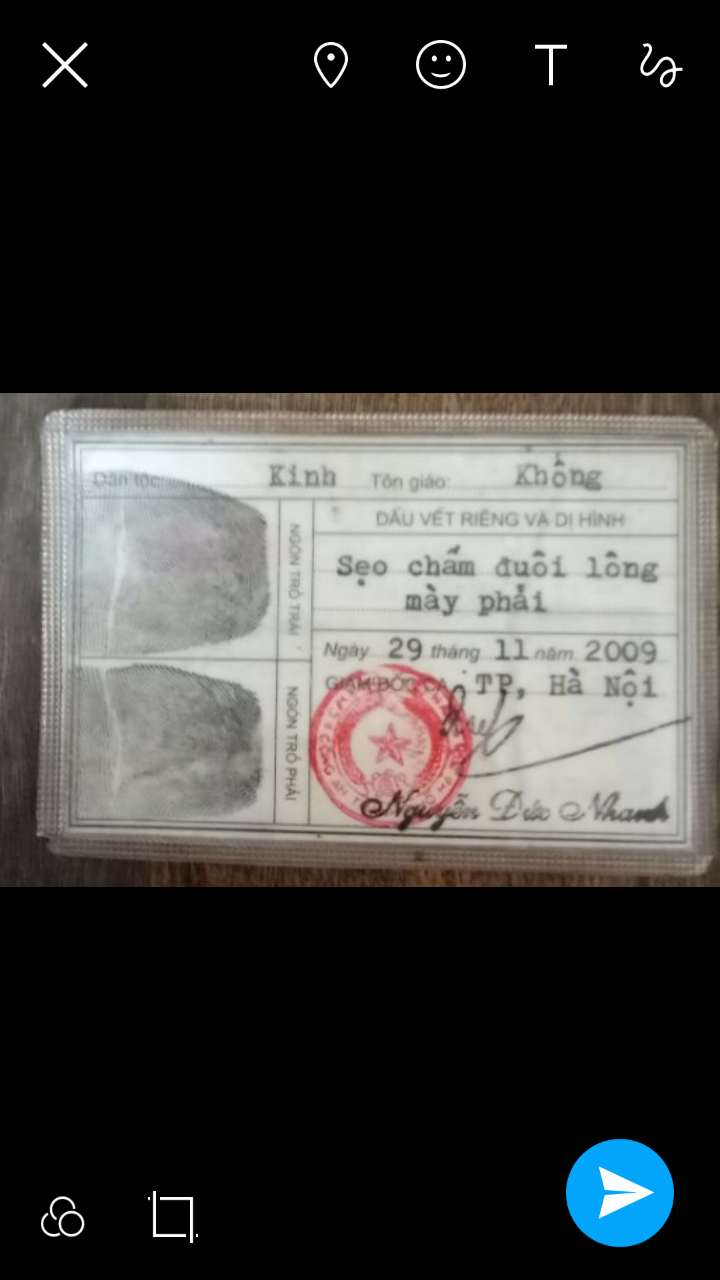 T
Dân tộc: Kinh Tôn giáo: Không
NGÓN TRỎ TRÁI
DẤU VẾT RIÊNG VÀ DỊ HÌNH
Sẹo chấm đuôi lông
mày phải
Ngày 29 tháng 11 năm 2009
GIÁM ĐỐC CA TP, Hà Nội
NGÓN TRỎ PHẢI
Nguyễn Đức Nhanh